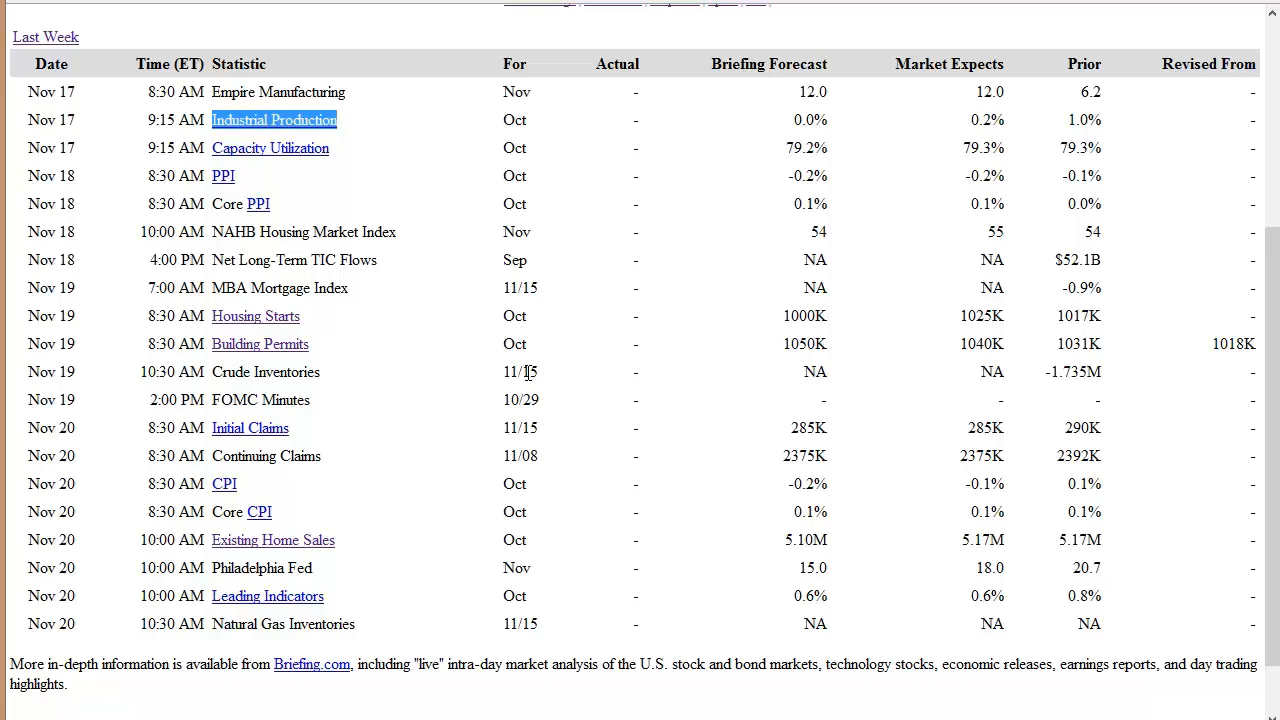 Last Week
Date Time (ET) Statistic For Actual Briefing Forecast Market Expects Prior Revised From
Nov 17 8:30 AM Empire Manufacturing Nov - 12.0 12.0 6.2 -
Nov 17 9:15 AM Industrial Production Oct - 0.0% 0.2% 1.0% -
Nov 17 9:15 AM Capacity Utilization Oct - 79.2% 79.3% 79.3% -
Nov 18 8:30 AM PPI Oct - -0.2% -0.2% -0.1% -
Nov 18 8:30 AM Core PPI Oct - 0.1% 0.1% 0.0% -
Nov 18 10:00 AM NAHB Housing Market Index Nov - 54 55 54 -
Nov 18 4:00 PM Net Long-Term TIC Flows Sep - NA NA $52.1B -
Nov 19 7:00 AM MBA Mortgage Index 11/15 - NA NA -0.9% -
Nov 19 8:30 AM Housing Starts Oct - 1000K 1025K 1017K -
Nov 19 8:30 AM Building Permits Oct - 1050K 1040K 1031K 1018K
Nov 19 10:30 AM Crude Inventories 11/15 - NA NA -1.735M -
Nov 19 2:00 PM FOMC Minutes 10/29 - - - - -
Nov 20 8:30 AM Initial Claims 11/15 - 285K 285K 290K -
Nov 20 8:30 AM Continuing Claims 11/08 - 2375K 2375K 2392K -
Nov 20 8:30 AM CPI Oct - -0.2% -0.1% 0.1% -
Nov 20 8:30 AM Core CPI Oct - 0.1% 0.1% 0.1% -
Nov 20 10:00 AM Existing Home Sales Oct - 5.10M 5.17M 5.17M -
Nov 20 10:00 AM Philadelphia Fed Nov - 15.0 18.0 20.7 -
Nov 20 10:00 AM Leading Indicators Oct - 0.6% 0.6% 0.8% -
Nov 20 10:30 AM Natural Gas Inventories 11/15 - NA NA NA -
More in-depth information is available from Briefing.com, including "live" intra-day market analysis of the U.S. stock and bond markets, technology stocks, economic releases, earnings reports, and day trading
highlights.